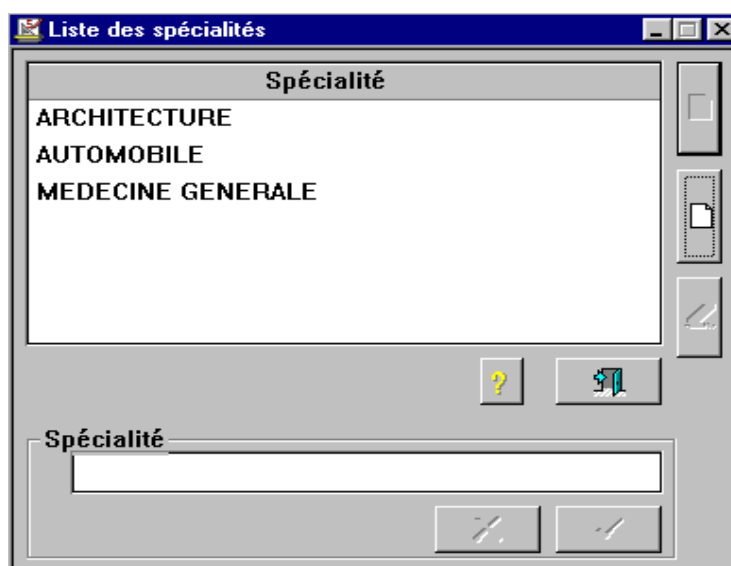 Liste des spécialités
Spécialité
ARCHITECTURE
AUTOMOBILE
MEDECINE GENERALE
?
Spécialité